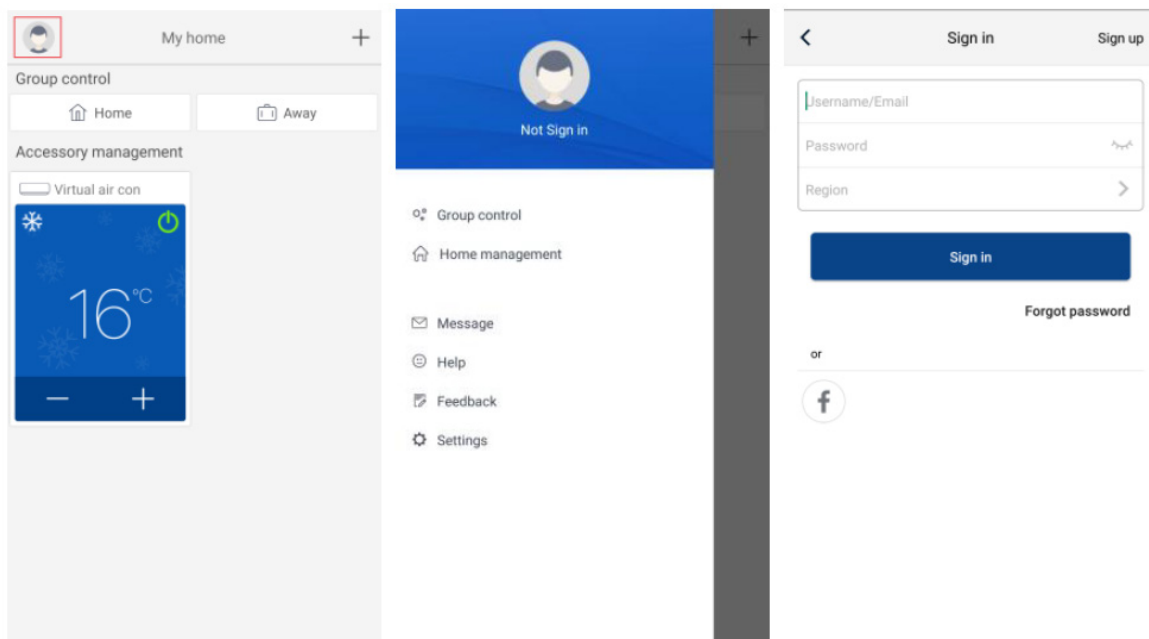 My home
Group control
Home
Away
Accessory management
Virtual air con
16°C
Not Sign in
Group control
Home management
Message
Help
Feedback
Settings
Sign in
Sign up
Username/Email
Password
Region
Sign in
Forgot password
or